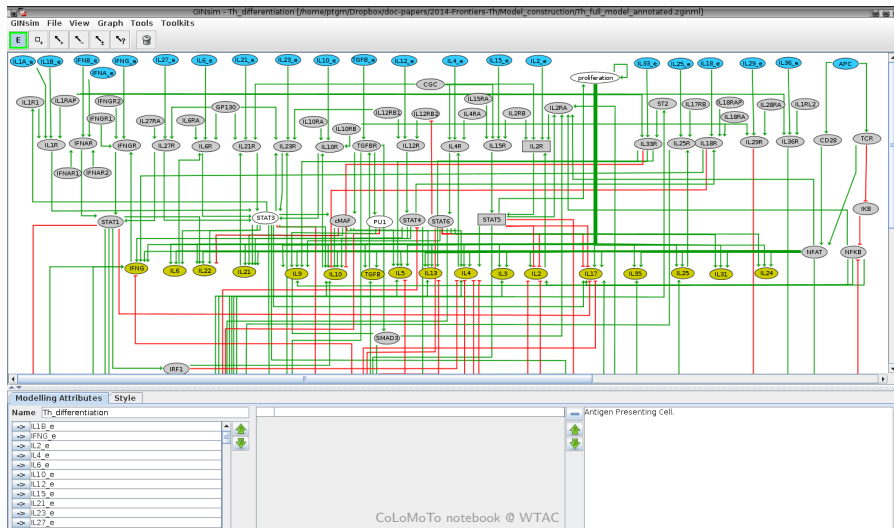 GINsim - Th_differentiation [/home/ptgm/Dropbox/doc-papers/2014-Frontiers-Th/Model_construction/Th_full_model_annotated.zginml]
GINsim File View Graph Tools Toolkits
E
IL1A_e IL1B_e IFNB_e IFNG_e IL27_e IL6_e IL21_e IL23_e IL10_e TGFB_e IL12_e IL4_e IL15_e IL2_e IL33_e IL25_e IL18_e IL29_e IL36_e APC
IFNA_e
proliferation
CGC
IL1R1 IL1RAP IFNGR2 GP130 IL15RA IL2RA ST2 IL17RB IL18RAP IL28RA IL1RL2
IFNGR1 IL27RA IL6RA IL10RA IL10RB IL12RB1 IL12RB2 IL4RA IL2RB IL18RA
IL1R IFNAR IFNGR IL27R IL6R IL21R IL23R IL10R TGFBR IL12R IL4R IL15R IL2R IL33R IL25R IL18R IL29R IL36R CD28 TCR
IFNAR1 IFNAR2
IKB
STAT1 STAT3 cMAF PU1 STAT4 STAT6 STAT5
NFAT NFKB
IFNG IL6 IL22 IL21 IL9 IL10 TGFB IL5 IL13 IL4 IL3 IL2 IL17 IL35 IL25 IL31 IL24
SMAD3
IRF1
Modelling Attributes Style
Name Th_differentiation
Antigen Presenting Cell.
-> IL1B_e
-> IFNG_e
-> IL2_e
-> IL4_e
-> IL6_e
-> IL10_e
-> IL12_e
-> IL15_e
-> IL21_e
-> IL23_e
-> IL27_e
CoLoMoTo notebook @ WTAC